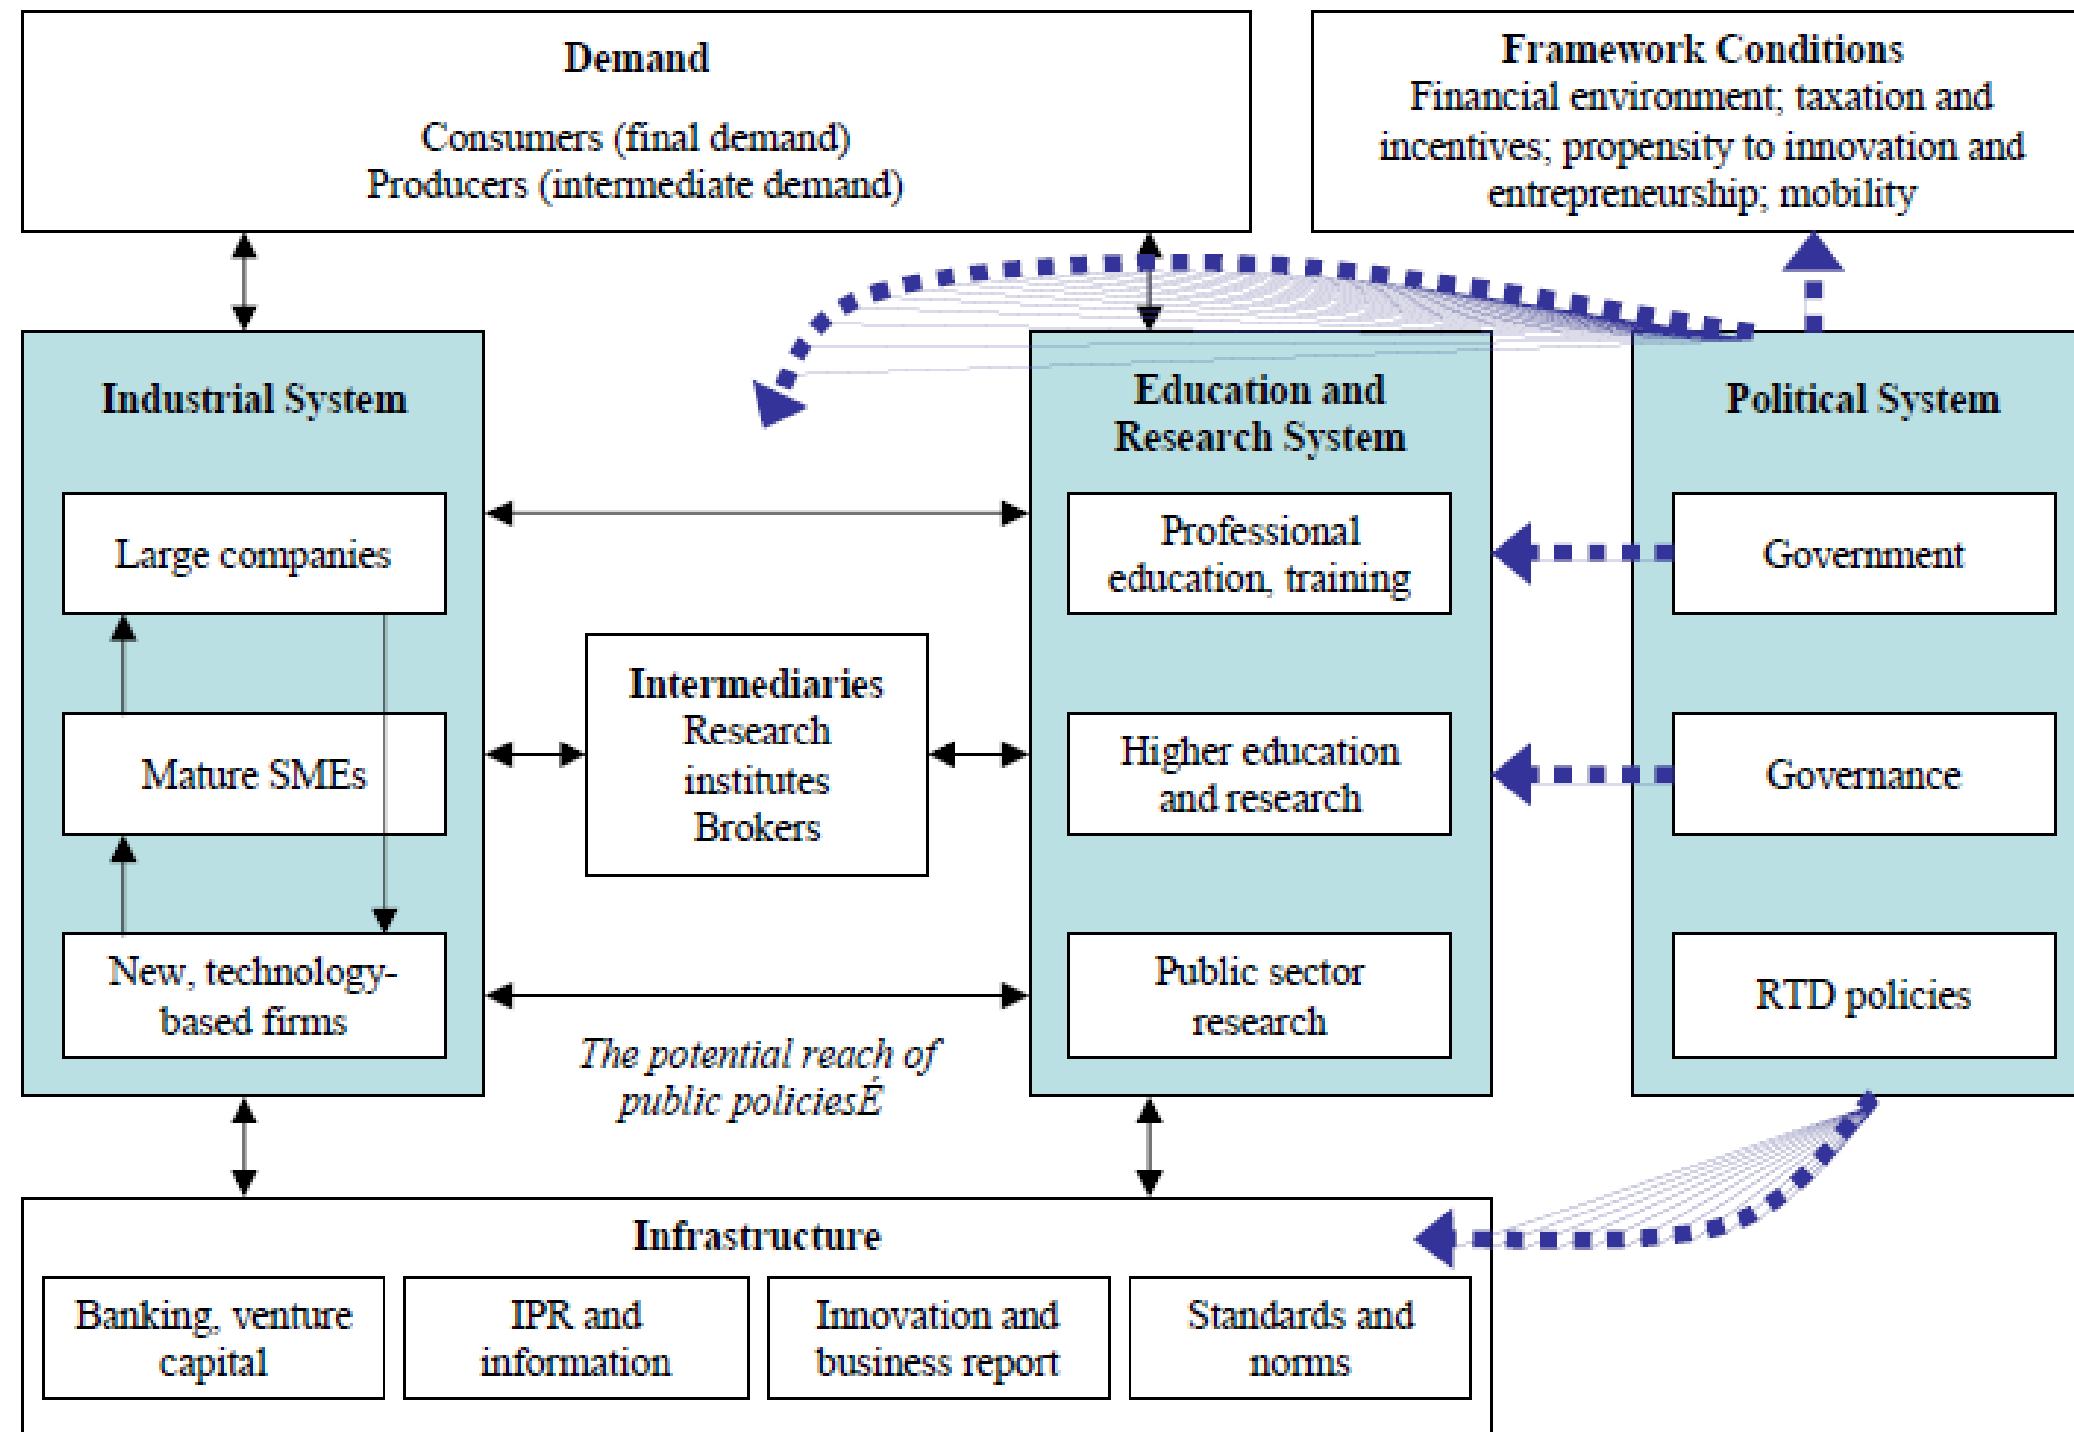 Demand
Consumers (final demand)
Producers (intermediate demand)
Framework Conditions
Financial environment; taxation and
incentives; propensity to innovation and
entrepreneurship; mobility
Industrial System
Large companies
Mature SMEs
New, technology-
based firms
Intermediaries
Research
institutes
Brokers
The potential reach of
public policiesÉ
Education and
Research System
Professional
education, training
Higher education
and research
Public sector
research
Political System
Government
Governance
RTD policies
Infrastructure
Banking, venture
capital
IPR and
information
Innovation and
business report
Standards and
norms